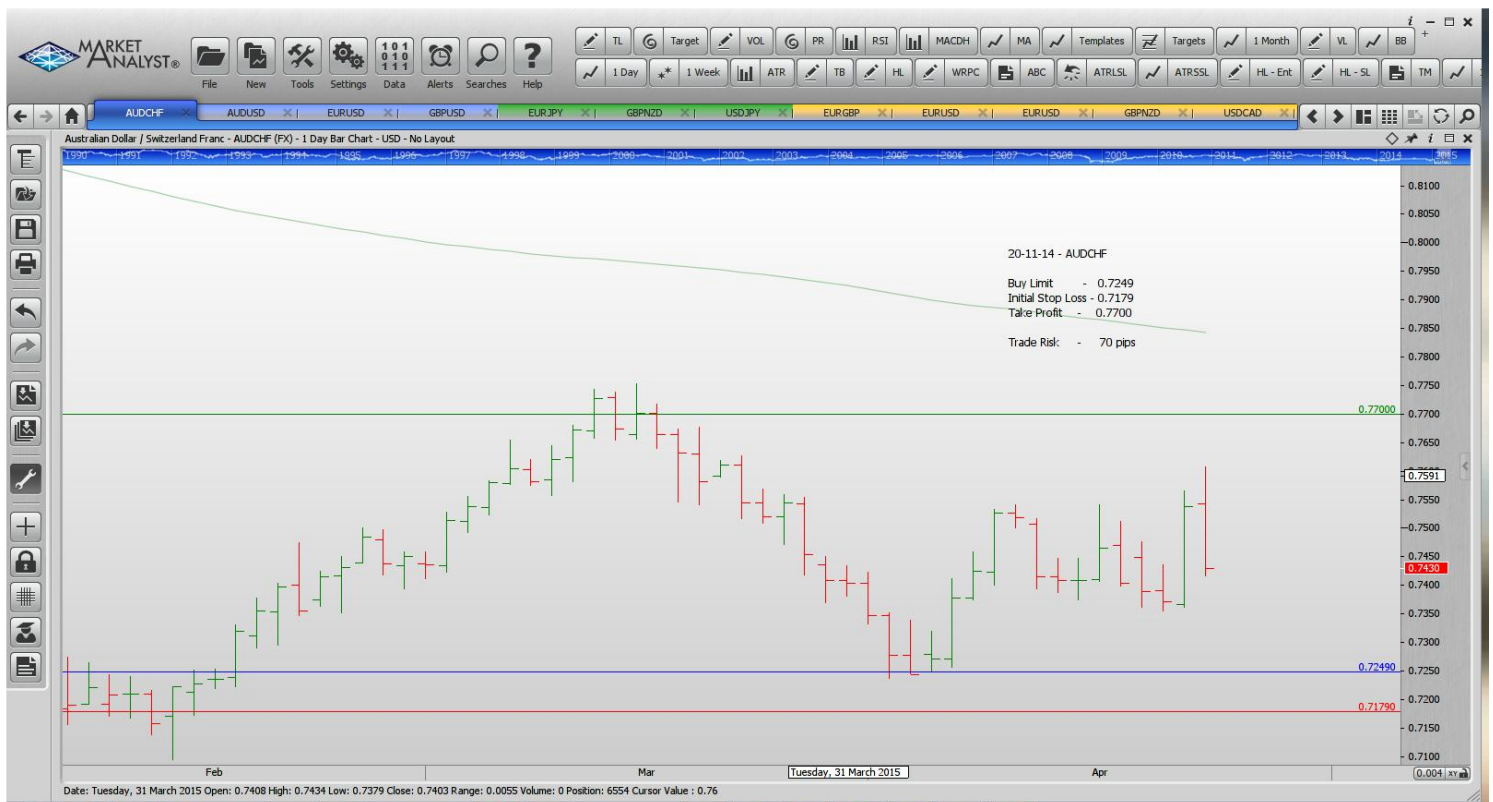 MARKET
ANALYST®
File New Tools Settings Data Alerts Searches Help
TL Target VOL PR RSI MACDH MA Templates Targets 1 Month VL BB
1 Day 1 Week ATR TB HL WRPC ABC ATRLSL ATRSSL HL - Ent HL - SL TM
AUDCHF AUDUSD EURUSD GBPUSD EURJPY GBPNZD USDJPY EURGBP EURUSD EURUSD GBPNZD USDCAD
Australian Dollar / Switzerland Franc - AUDCHF (FX) - 1 Day Bar Chart - USD - No Layout
1990 1991 1992 1993 1994 1995 1996 1997 1998 1999 2000 2001 2002 2003 2004 2005 2006 2007 2008 2009 2010 2011 2012 2013 2014 2015
0.8100
0.8050
0.8000
0.7950
0.7900
0.7850
0.7800
0.7750
0.7700
0.7650
0.7591
0.7550
0.7500
0.7450
0.7430
0.7400
0.7350
0.7300
0.7250
0.7200
0.7150
0.7100
20-11-14 - AUDCHF
Buy Limit - 0.7249
Initial Stop Loss - 0.7179
Take Profit - 0.7700
Trade Risk - 70 pips
0.77000
0.72490
0.71790
Feb Mar Tuesday, 31 March 2015 Apr
0.004 XY
Date: Tuesday, 31 March 2015 Open: 0.7408 High: 0.7434 Low: 0.7379 Close: 0.7403 Range: 0.0055 Volume: 0 Position: 6554 Cursor Value : 0.76